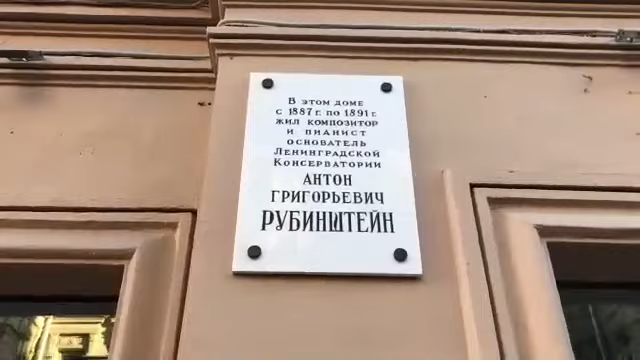 В этом доме
с 1887 г. по 1891 г.
жил композитор
и пианист
основатель
Ленинградской
Консерватории
АНТОН
ГРИГОРЬЕВИЧ
РУБИНШТЕЙН